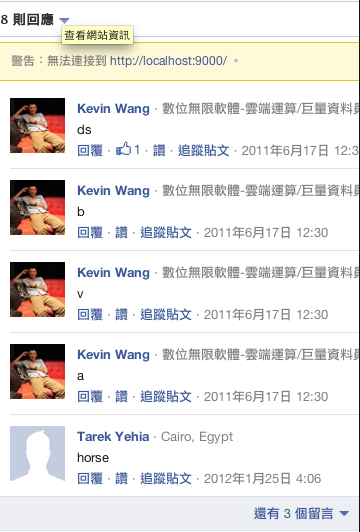 8 則回應
查看網站資訊
警告：無法連接到 http://localhost:9000/ 。
Kevin Wang · 數位無限軟體-雲端運算/巨量資料
ds
回覆 · 1 · 讚 · 追蹤貼文 · 2011年6月17日 12:3
Kevin Wang · 數位無限軟體-雲端運算/巨量資料
b
回覆 · 讚 · 追蹤貼文 · 2011年6月17日 12:30
Kevin Wang · 數位無限軟體-雲端運算/巨量資料
v
回覆 · 讚 · 追蹤貼文 · 2011年6月17日 12:30
Kevin Wang · 數位無限軟體-雲端運算/巨量資料
a
回覆 · 讚 · 追蹤貼文 · 2011年6月17日 12:30
Tarek Yehia · Cairo, Egypt
horse
回覆 · 讚 · 追蹤貼文 · 2012年1月25日 4:06
還有 3 個留言